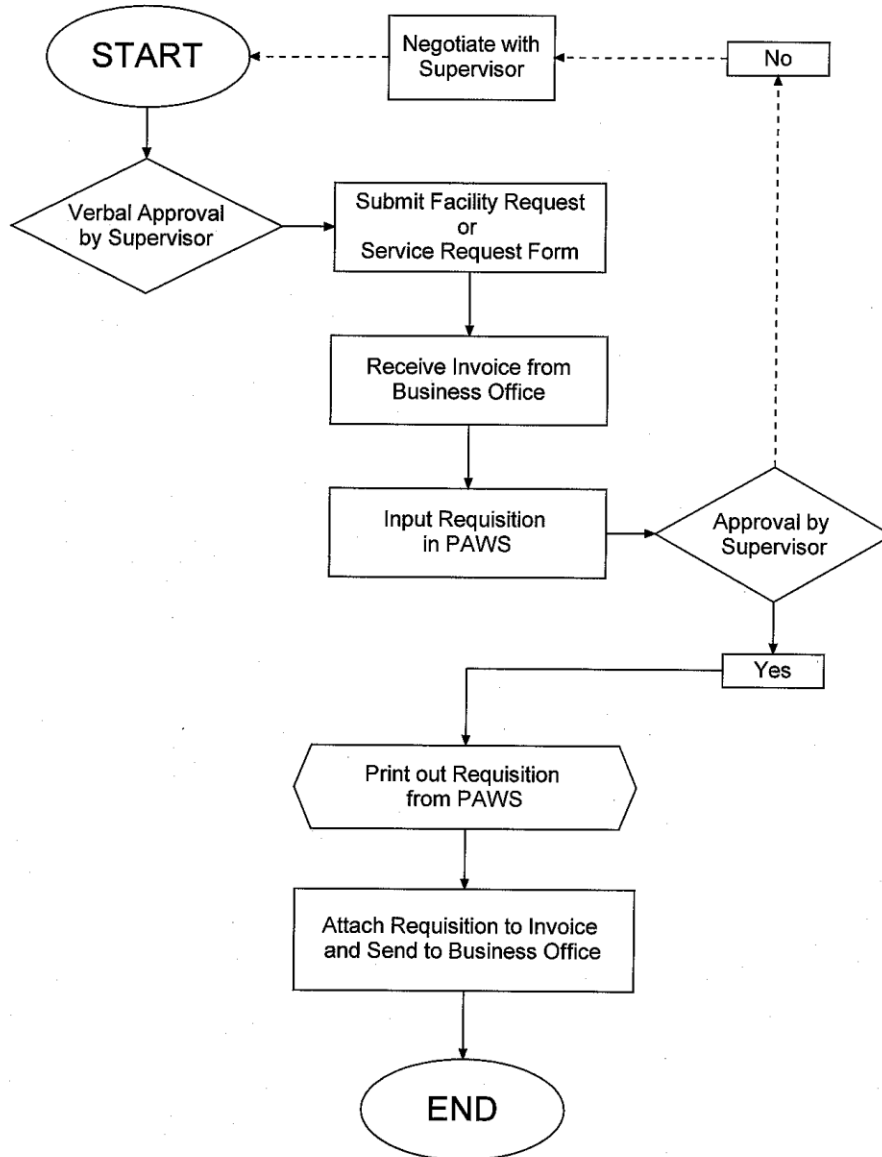 START
Negotiate with
Supervisor
No
Verbal Approval
by Supervisor
Submit Facility Request
or
Service Request Form
Receive Invoice from
Business Office
Input Requisition
in PAWS
Approval by
Supervisor
Yes
Print out Requisition
from PAWS
Attach Requisition to Invoice
and Send to Business Office
END